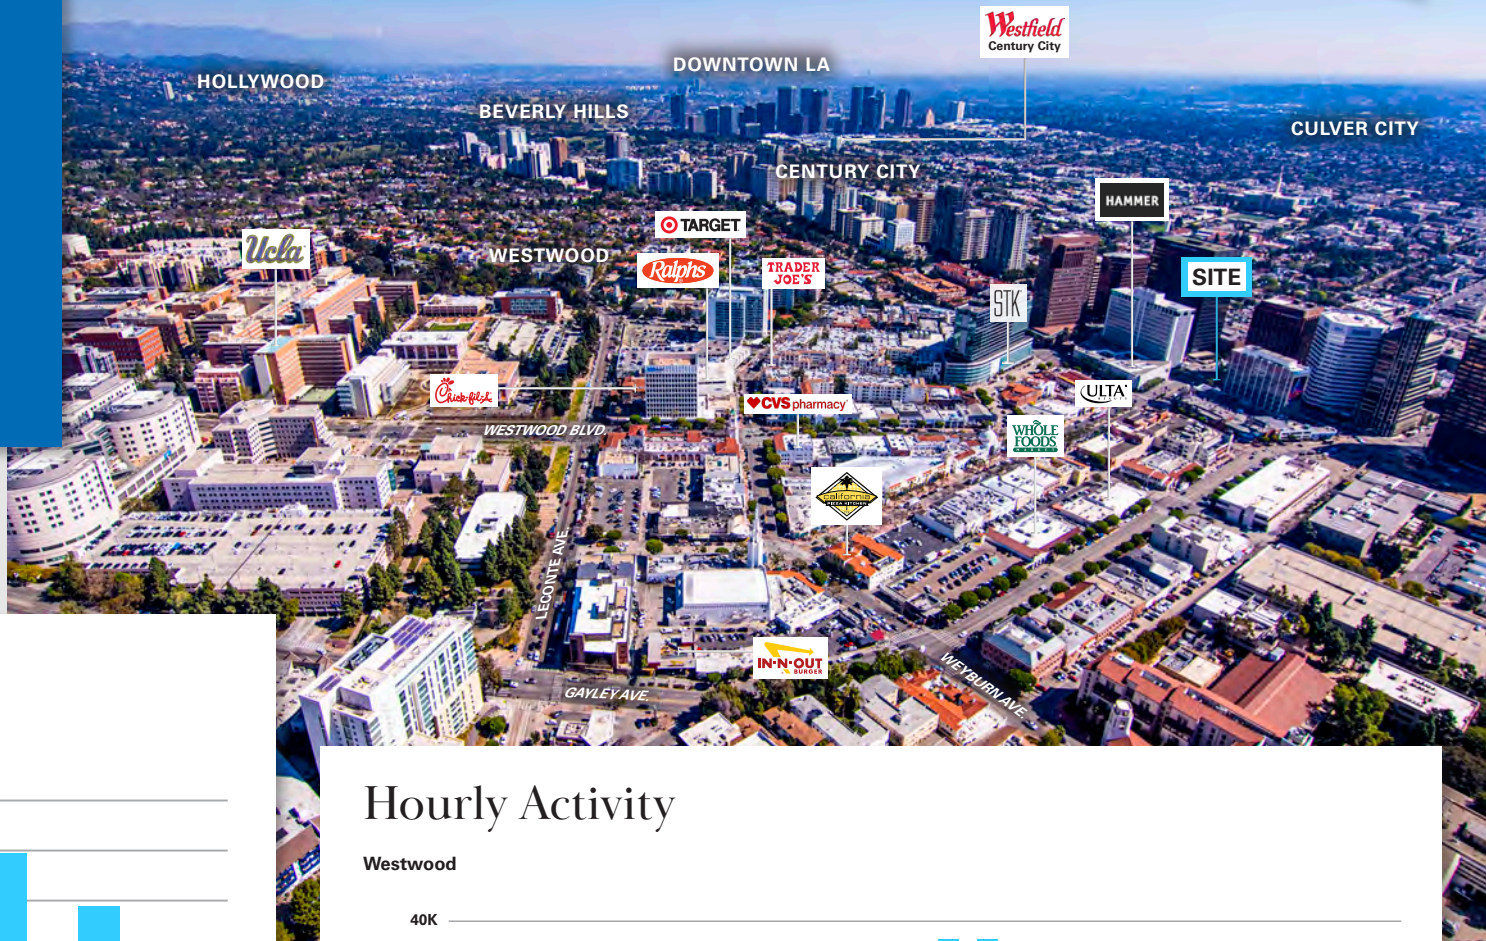 Westfield
Century City
DOWNTOWN LA
HOLLYWOOD
BEVERLY HILLS
CULVER CITY
CENTURY CITY
HAMMER
TARGET
UCLA
WESTWOOD
Ralphs
TRADER
JOE'S
SITE
STK
Chick-fil-A
ULTA
CVS pharmacy
WESTWOOD BLVD.
WHOLE
FOODS
MARKET
california
PIZZA KITCHEN
LECONTE AVE
IN-N-OUT
BURGER
GAYLEY AVE
WEYBURN AVE.
Hourly Activity
Westwood
40K